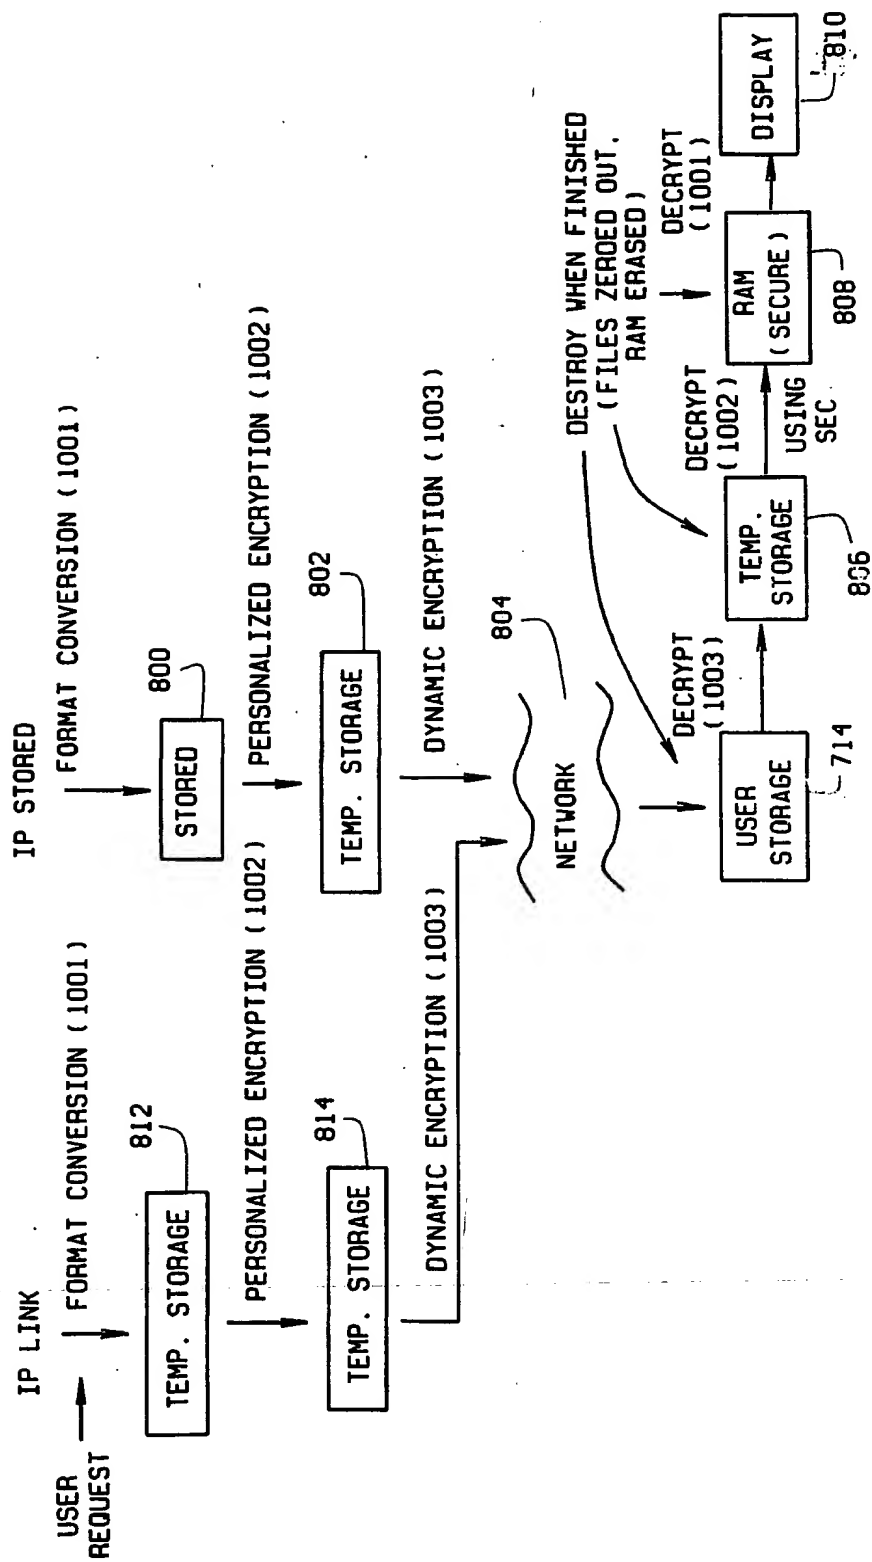 USER
REQUEST
IP LINK
FORMAT CONVERSION (1001)
812
TEMP. STORAGE
PERSONALIZED ENCRYPTION (1002)
814
TEMP. STORAGE
DYNAMIC ENCRYPTION (1003)
IP STORED
FORMAT CONVERSION (1001)
800
STORED
PERSONALIZED ENCRYPTION (1002)
802
TEMP. STORAGE
DYNAMIC ENCRYPTION (1003)
804
NETWORK
USER
STORAGE
714
DECRYPT
(1003)
TEMP.
STORAGE
806
DECRYPT
(1002)
USING
SEC
RAM
(SECURE)
808
DESTROY WHEN FINISHED
(FILES ZEROED OUT,
RAM ERASED)
DECRYPT
(1001)
DISPLAY
810